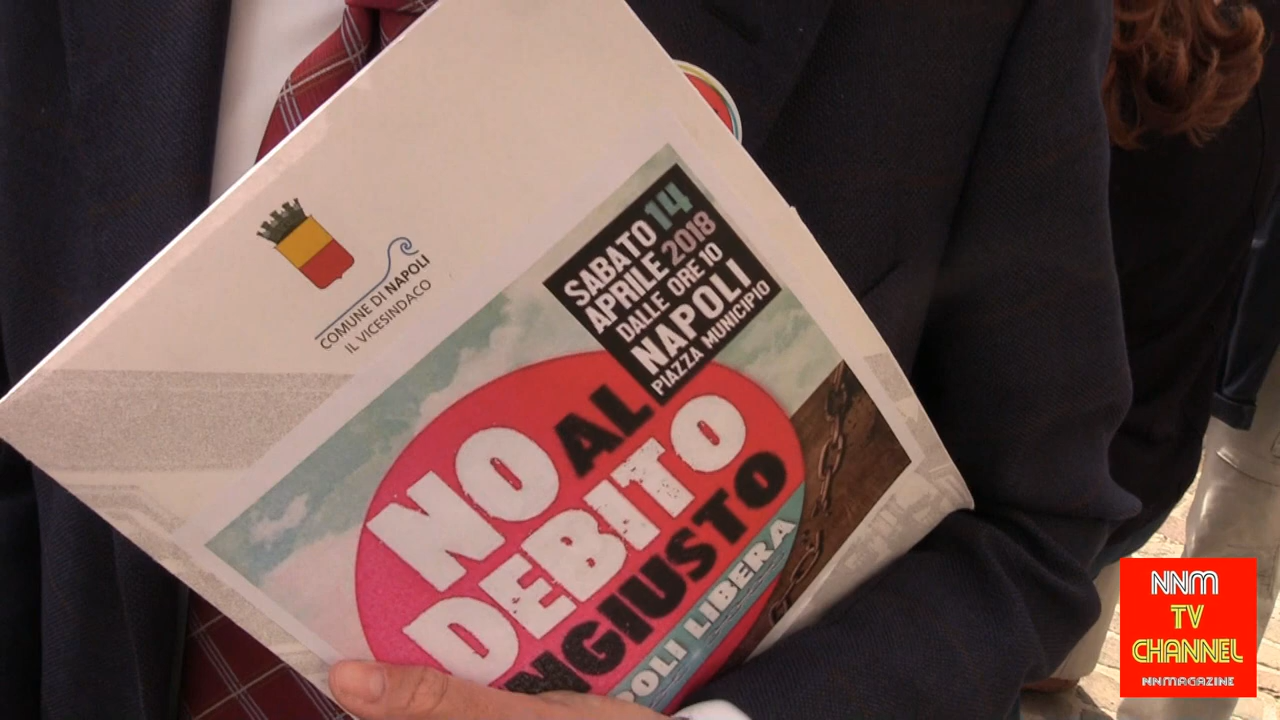 COMUNE DI NAPOLI
IL VICESINDACO
SABATO 14
APRILE 2018
DALLE ORE 10
NAPOLI
PIAZZA MUNICIPIO
NO AL
DEBITO
NGIUSTO
POLI LIBERA
NNM
TV
CHANNEL
NNMAGAZINE